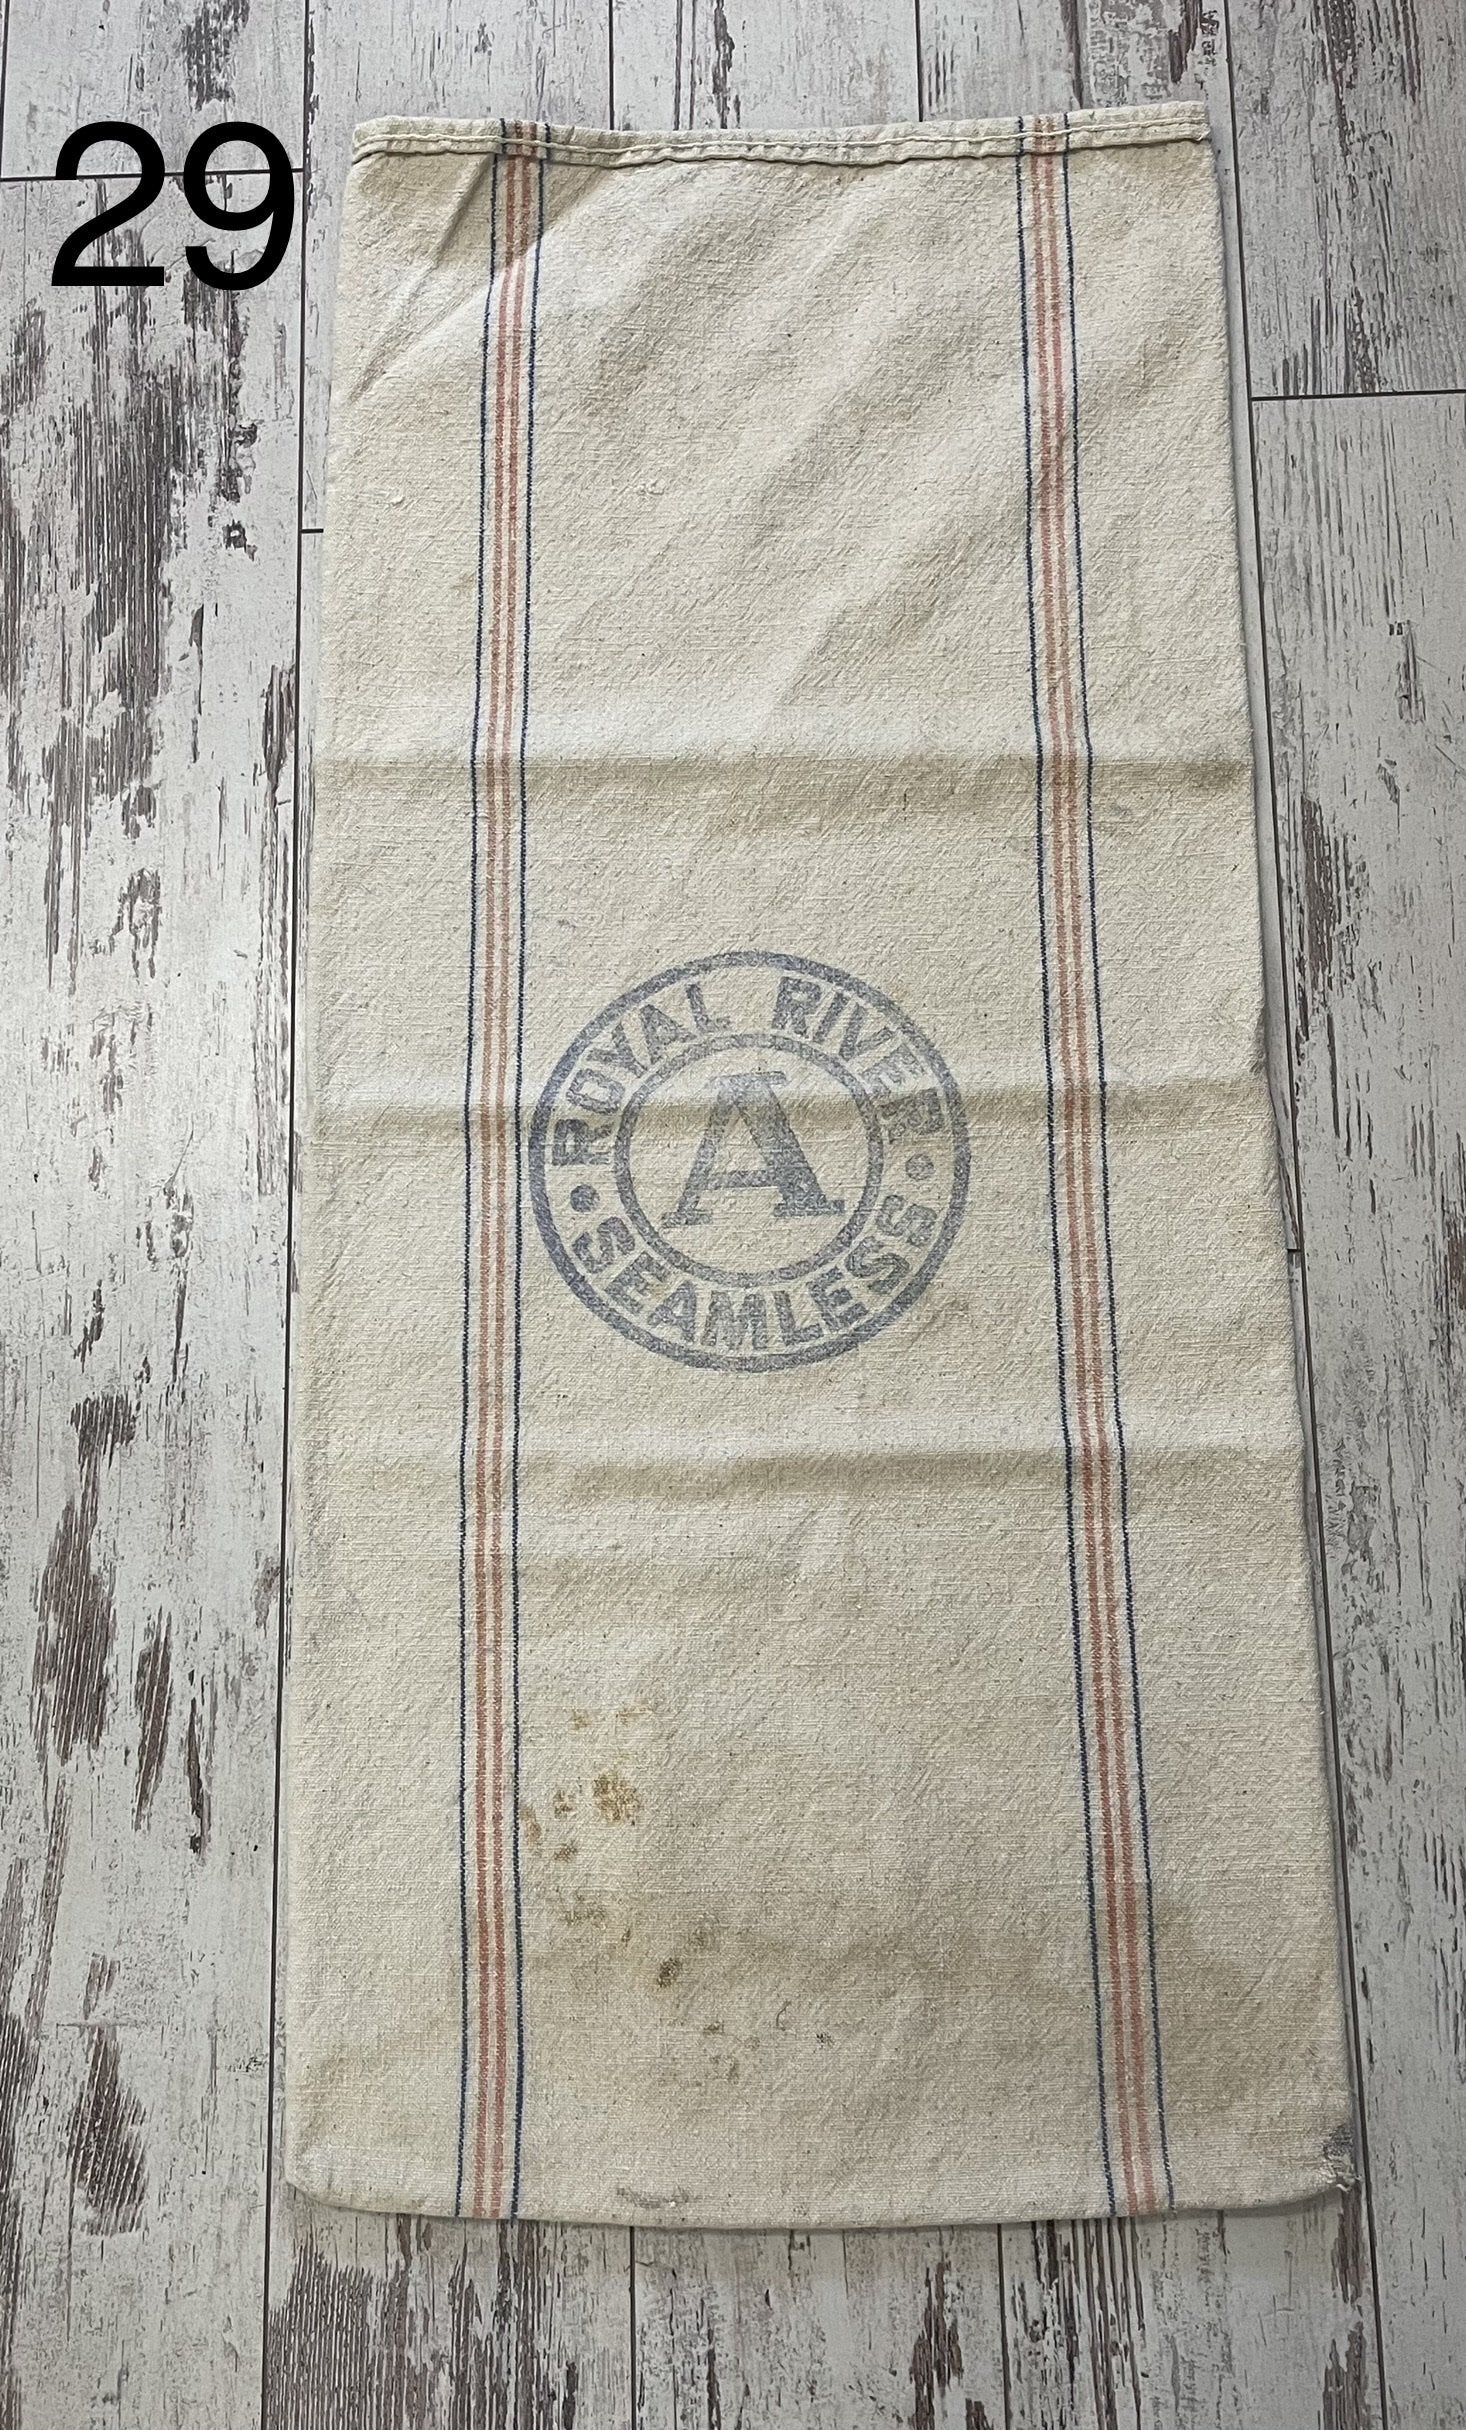 29
ROYAL RIVER
A
• SEAMLESS •